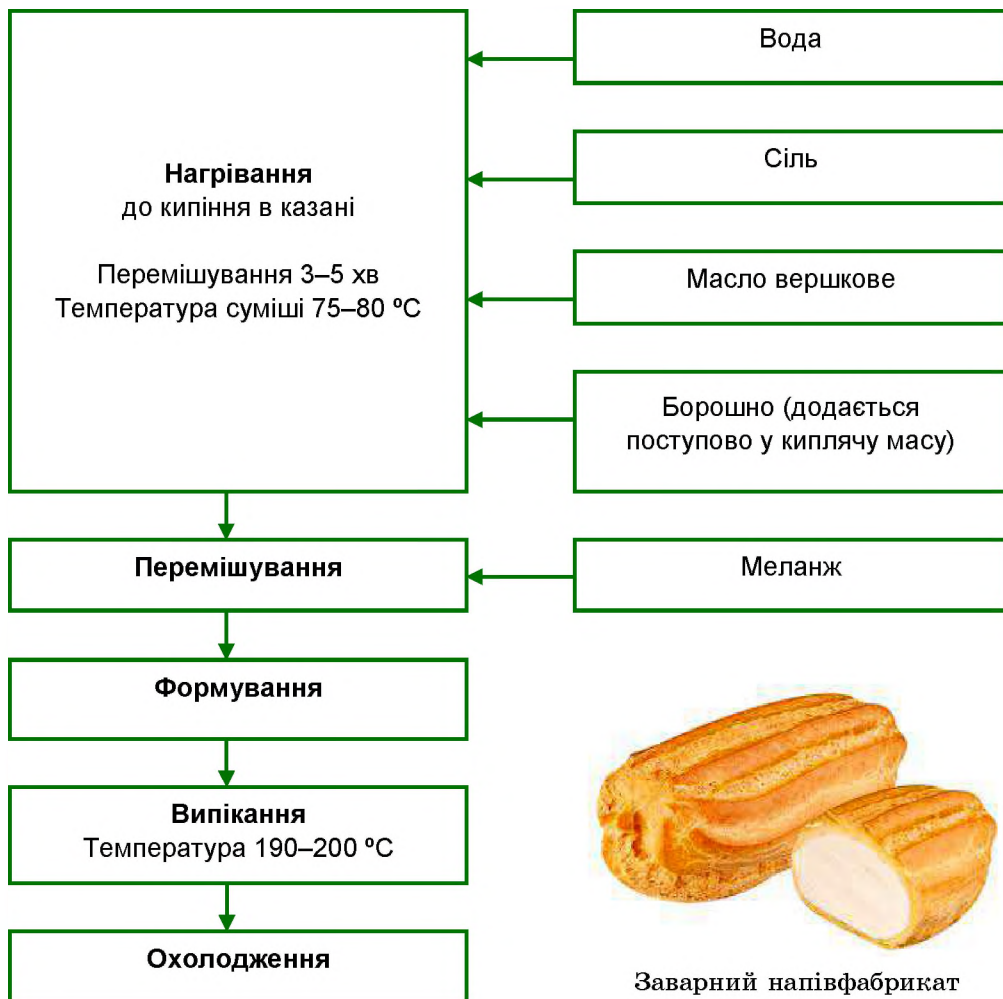 Вода
Нагрівання
до кипіння в казані
Перемішування 3–5 хв
Температура суміші 75–80 ºС
Сіль
Масло вершкове
Борошно (додається
поступово у киплячу масу)
Перемішування
Меланж
Формування
Випікання
Температура 190–200 ºС
Охолодження
Заварний напівфабрикат